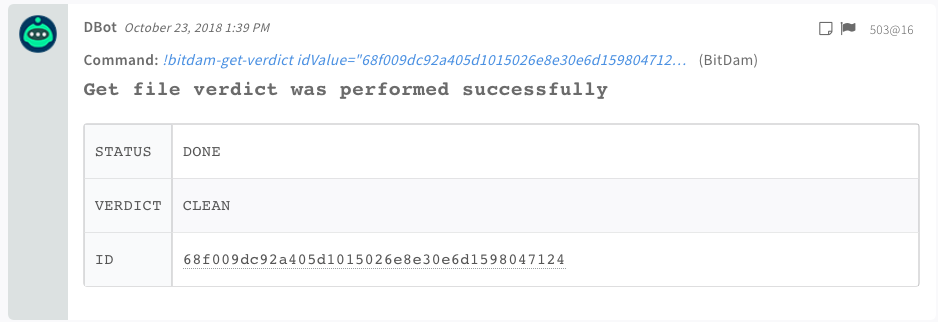 DBot October 23, 2018 1:39 PM 503@16
Command: !bitdam-get-verdict idValue="68f009dc92a405d1015026e8e30e6d159804712… (BitDam)
Get file verdict was performed successfully
STATUS DONE
VERDICT CLEAN
ID 68f009dc92a405d1015026e8e30e6d1598047124